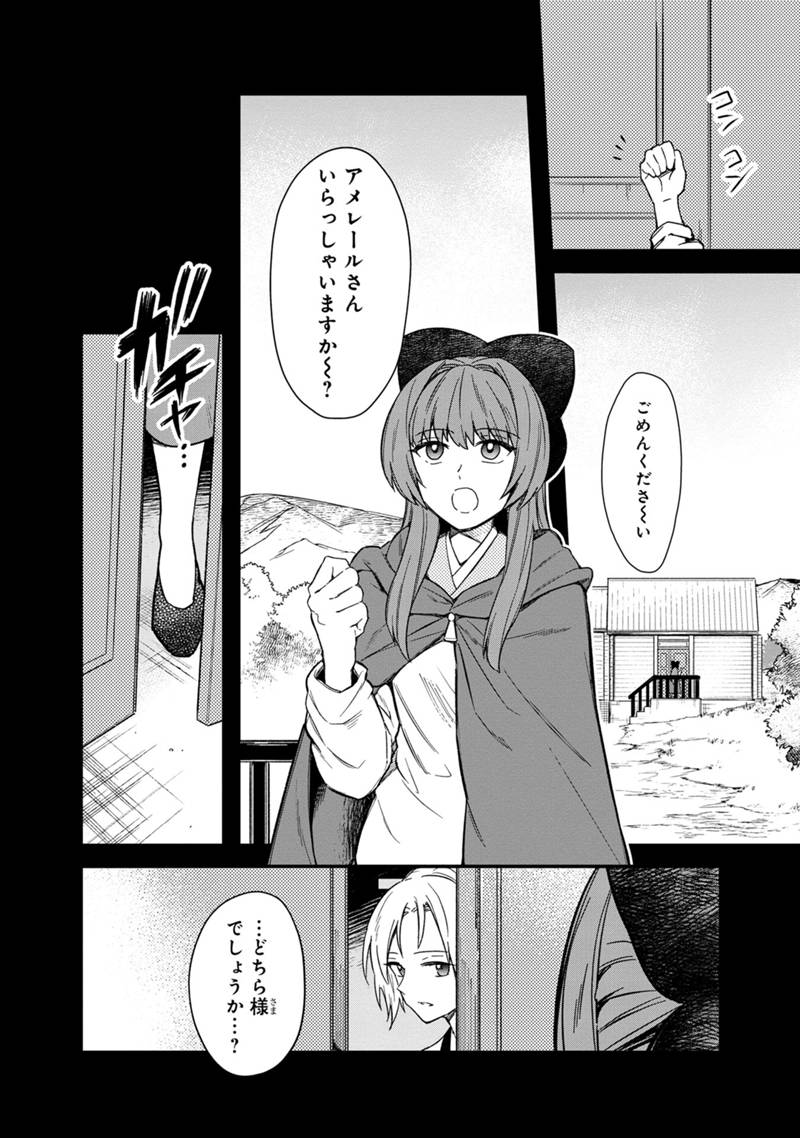 コンコン
ごめんくださ〜い
アメレールさん
いらっしゃいますか〜？
ガチャ…
…どちら様
さま
でしょうか…？